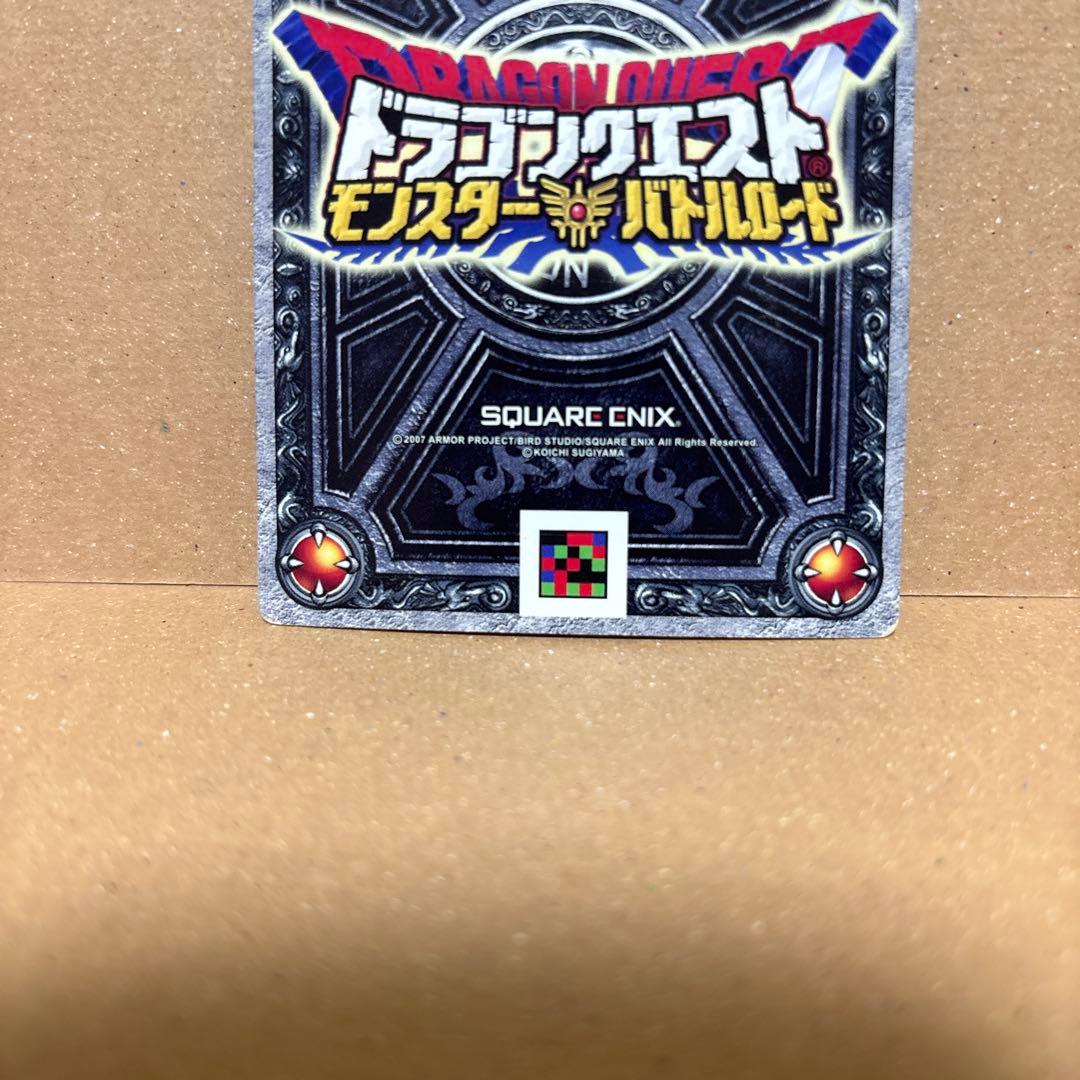 DRAGON QUEST
ドラゴンクエスト®
モンスターバトルロード
N
SQUARE ENIX®
©2007 ARMOR PROJECT/BIRD STUDIO/SQUARE ENIX All Rights Reserved.
©KOICHI SUGIYAMA